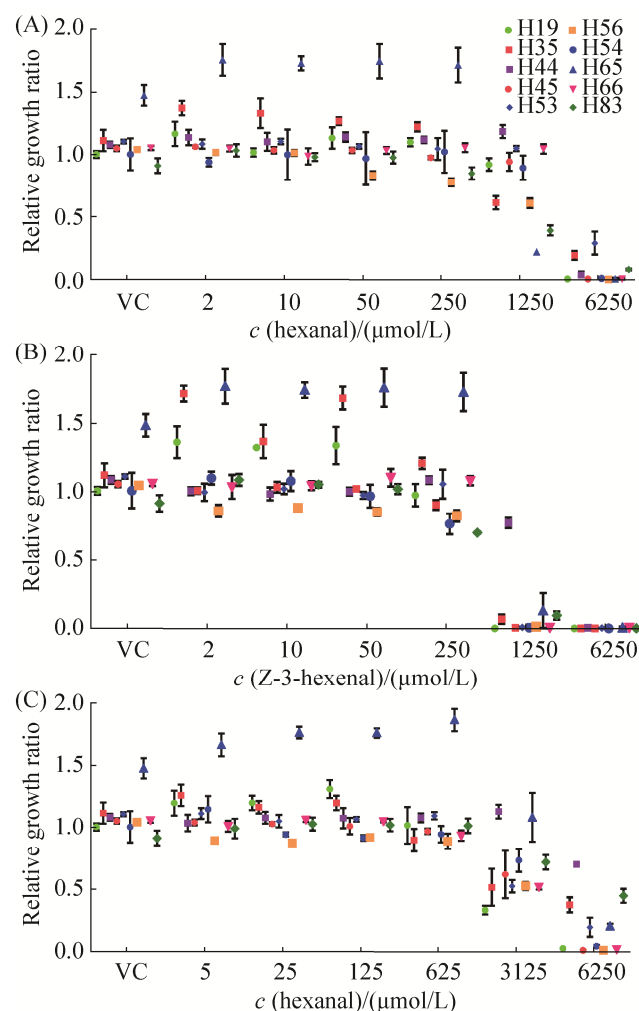 (A)
2.0
1.5
1.0
0.5
0.0
Relative growth ratio
H19 H56
H35 H54
H44 H65
H45 H66
H53 H83
VC 2 10 50 250 1250 6250
c (hexanal)/(μmol/L)
(B)
2.0
1.5
1.0
0.5
0.0
Relative growth ratio
VC 2 10 50 250 1250 6250
c (Z-3-hexenal)/(μmol/L)
(C)
2.0
1.5
1.0
0.5
0.0
Relative growth ratio
VC 5 25 125 625 3125 6250
c (hexanal)/(μmol/L)